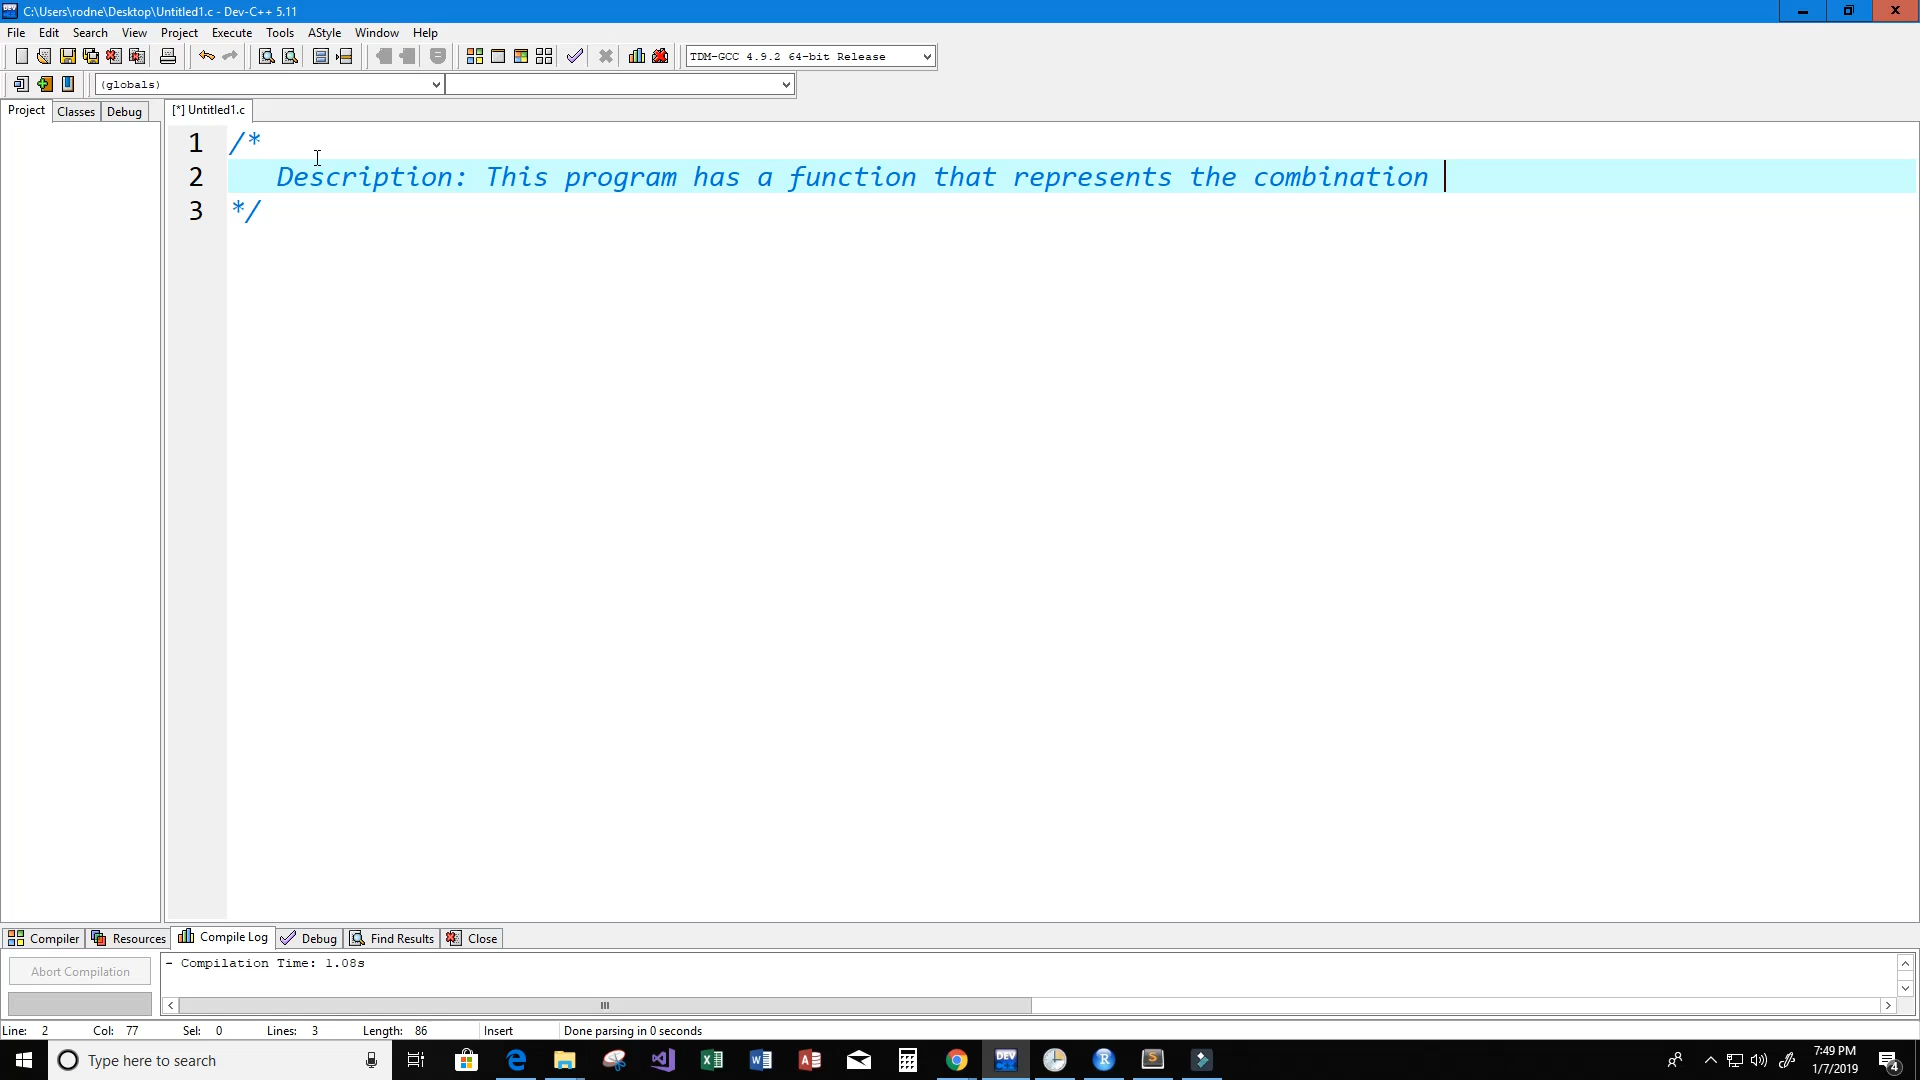 C:\Users\rodne\Desktop\Untitled1.c - Dev-C++ 5.11
File Edit Search View Project Execute Tools AStyle Window Help
TDM-GCC 4.9.2 64-bit Release
(globals)
Project Classes Debug [*] Untitled1.c
1 /*
2 Description: This program has a function that represents the combination
3 */
Compiler Resources Compile Log Debug Find Results Close
Abort Compilation - Compilation Time: 1.08s
Line: 2 Col: 77 Sel: 0 Lines: 3 Length: 86 Insert Done parsing in 0 seconds
Type here to search
DEV
R
S
7:49 PM
1/7/2019
4